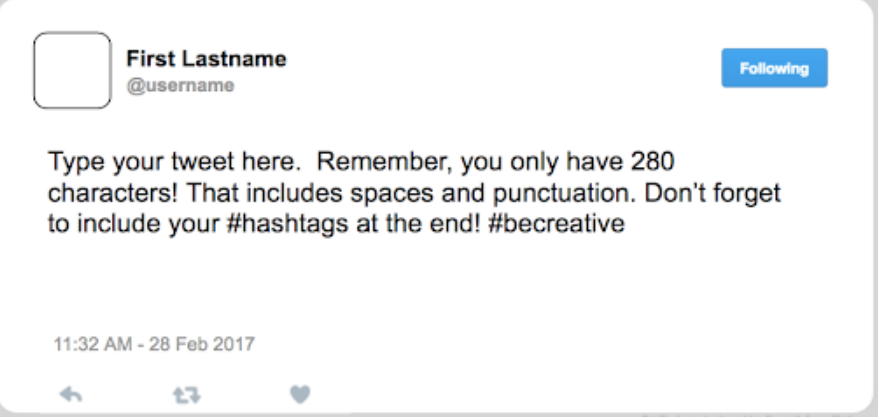 First Lastname
@username
Following
Type your tweet here.  Remember, you only have 280
characters! That includes spaces and punctuation. Don't forget
to include your #hashtags at the end! #becreative
11:32 AM - 28 Feb 2017